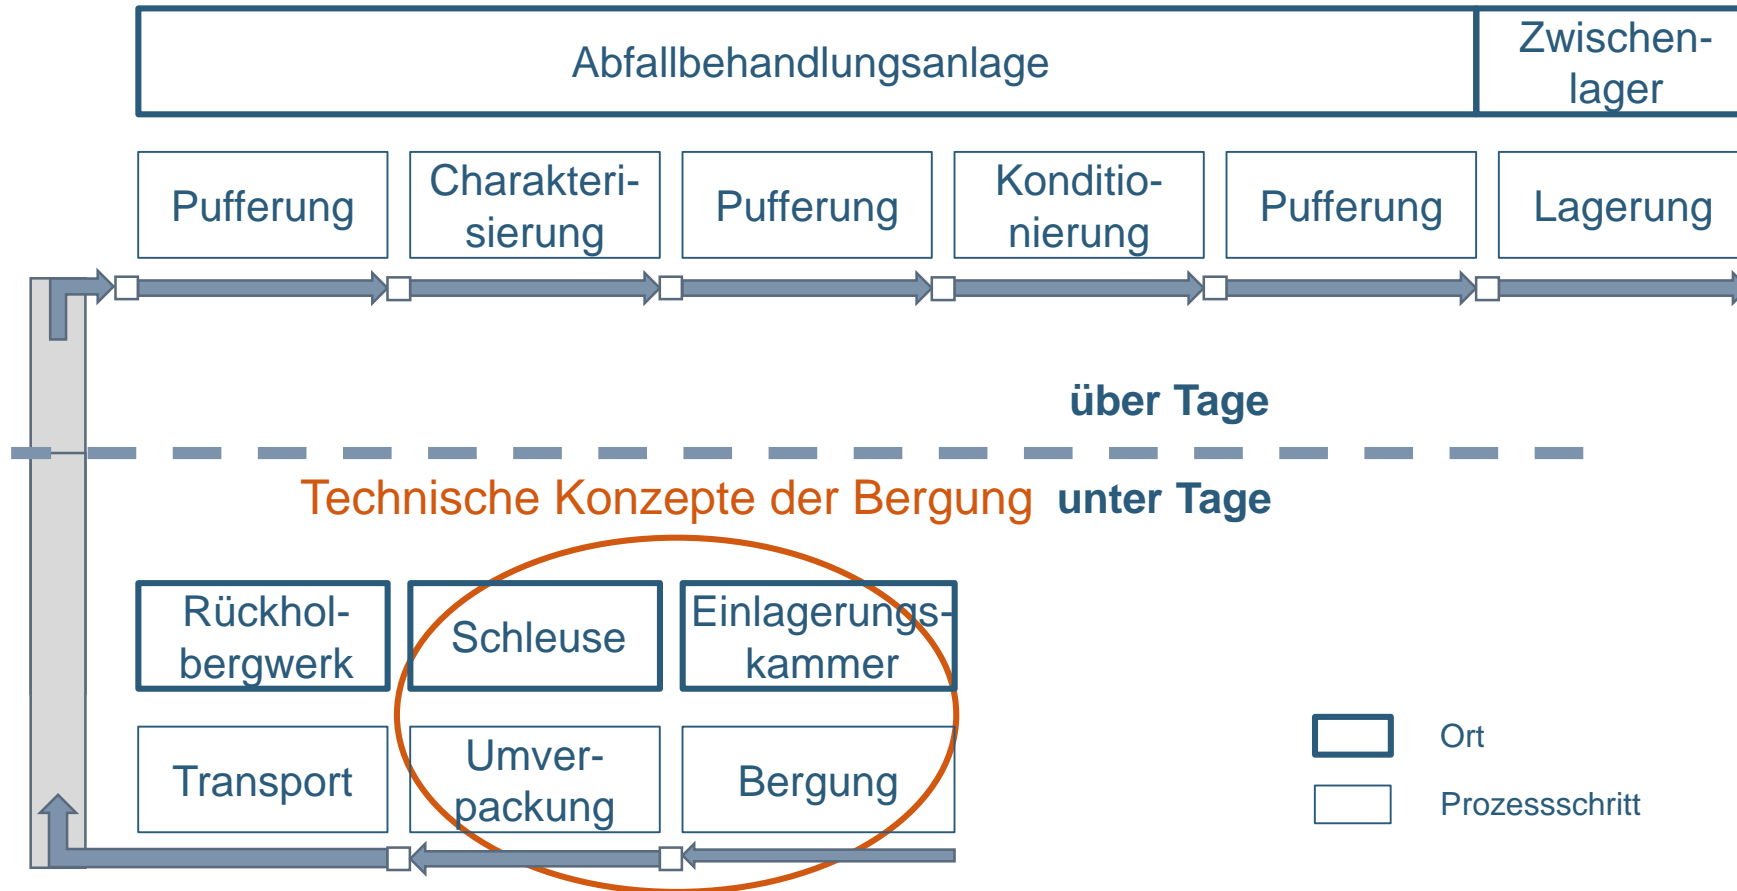 Abfallbehandlungsanlage
Zwischen-
lager
Pufferung
Charakteri-
sierung
Pufferung
Konditio-
nierung
Pufferung
Lagerung
über Tage
Technische Konzepte der Bergung
unter Tage
Rückhol-
bergwerk
Schleuse
Einlagerungs-
kammer
Transport
Umver-
packung
Bergung
Ort
Prozessschritt